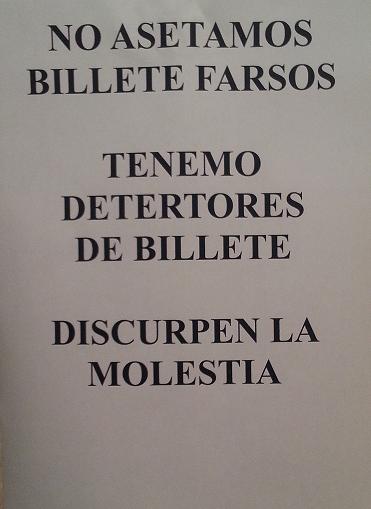 NO ASETAMOS
BILLETE FARSOS
TENEMO
DETERTORES
DE BILLETE
DISCURPEN LA
MOLESTIA